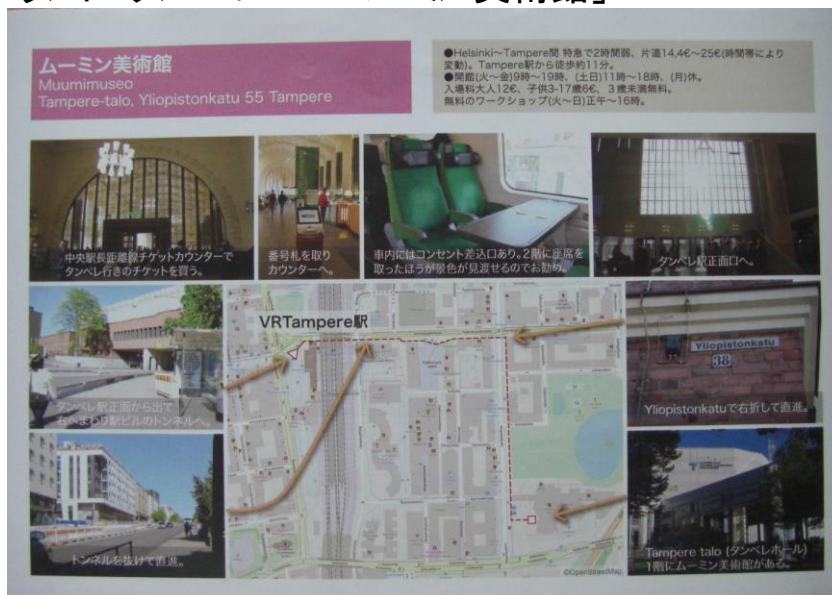 美術館」
ムーミン美術館
Muumimuseo
Tampere-talo, Yliopistonkatu 55 Tampere
●Helsinki〜Tampere間 特急で2時間弱、片道14,4€〜25€(時間帯により
変動)。Tampere駅から徒歩約11分。
●開館(火〜金)9時〜19時、(土日)11時〜18時、(月)休。
入場料大人12€、子供3-17歳6€、３歳未満無料。
無料のワークショップ(火〜日)正午〜16時。
中央駅長距離線チケットカウンターで
タンペレ行きのチケットを買う。
番号札を取り
カウンターへ。
車内にはコンセント差込口あり。2階に座席を
取ったほうが景色が見渡せるのでお勧め。
タンペレ駅正面口へ。
タンペレ駅正面から出て
右へまわり駅ビルのトンネルへ。
VRTampere駅
Yliopistonkatu
38
Yliopistonkatuで右折して直進。
トンネルを抜けて直進。
Tampere talo (タンペレホール)
1階にムーミン美術館がある。
©OpenStreetMap